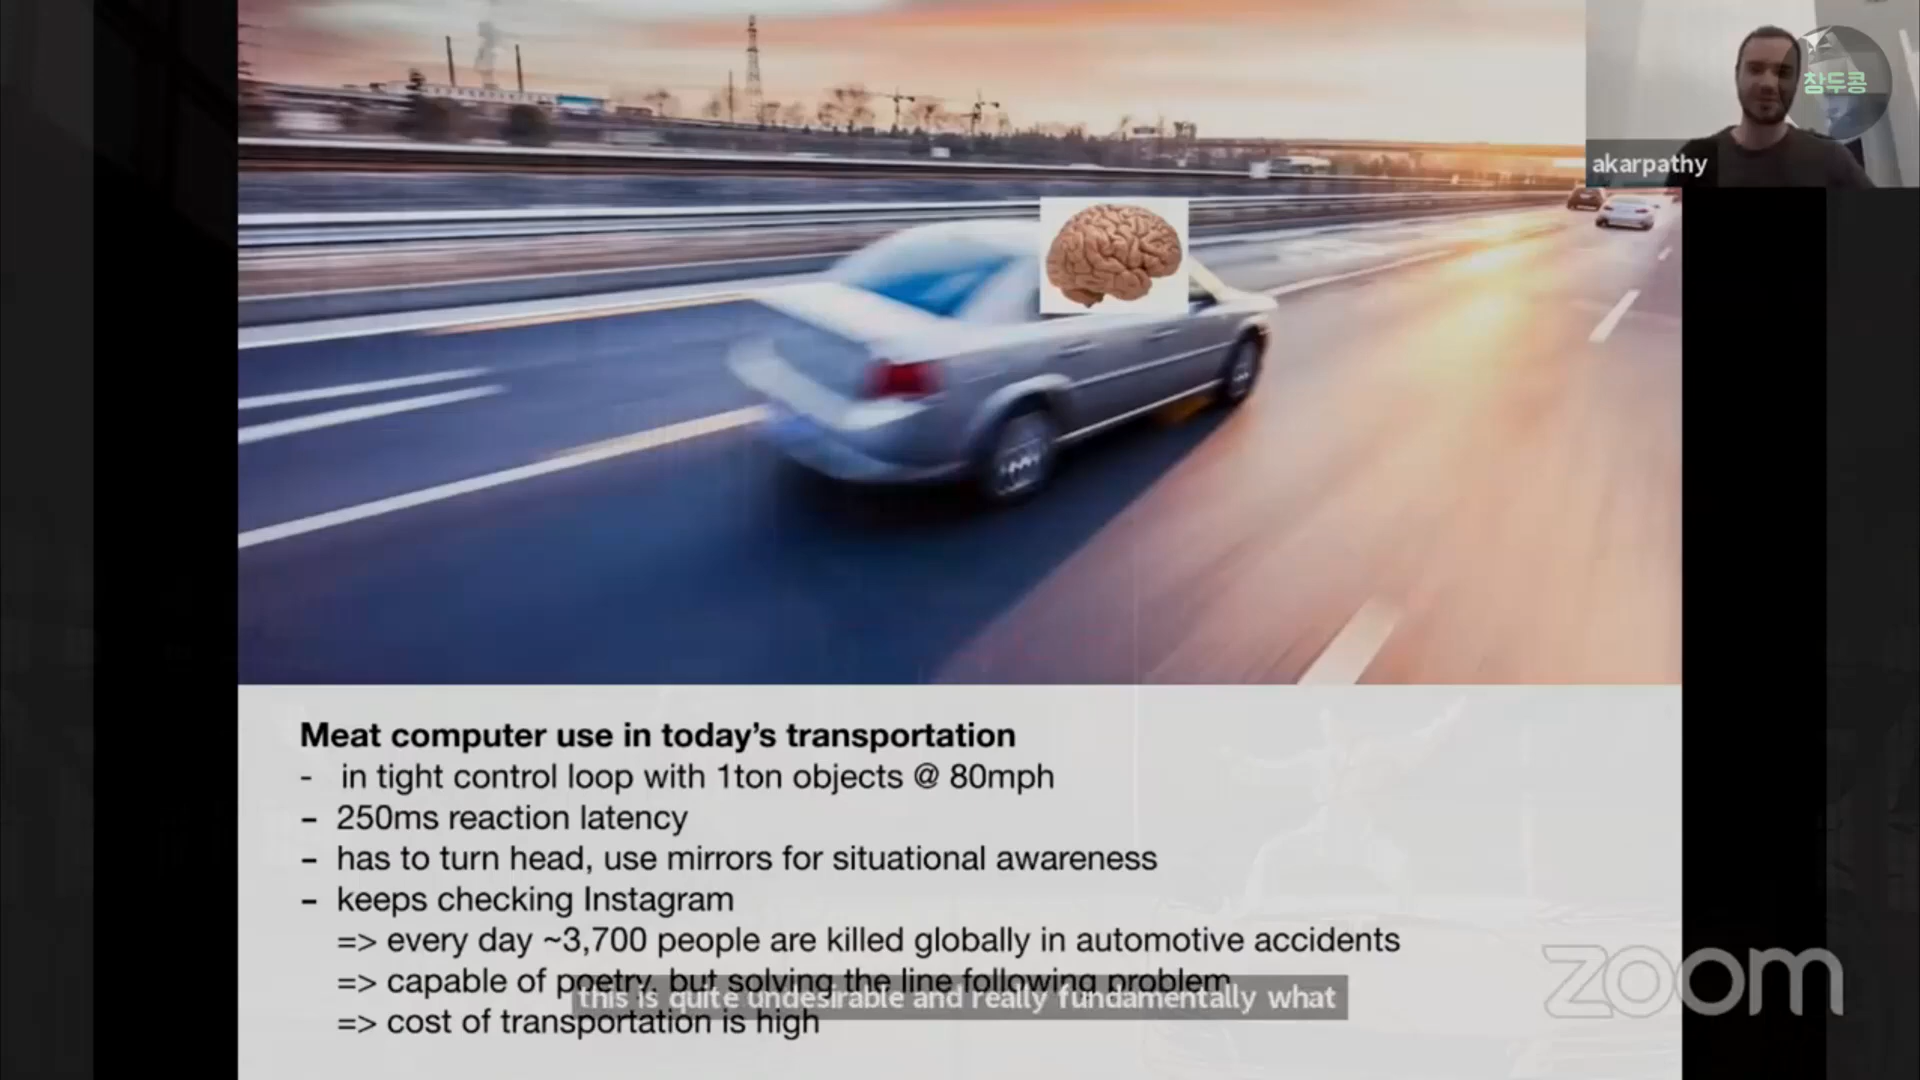 참두콩
akarpathy
Meat computer use in today's transportation
- in tight control loop with 1ton objects @ 80mph
- 250ms reaction latency
- has to turn head, use mirrors for situational awareness
- keeps checking Instagram
=> every day ~3,700 people are killed globally in automotive accidents
=> capable of poetry, but solving the line following problem
this is quite undesirable and really fundamentally what
=> cost of transportation is high
zoom